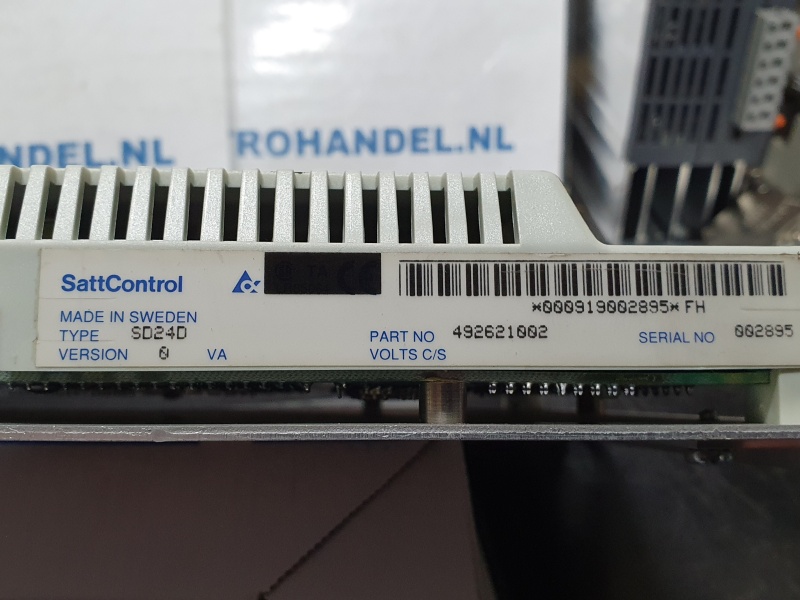 ANDEL.NL
ROHANDEL.NL
SattControl
*000919002895*FH
MADE IN SWEDEN
TYPE SD24D
PART NO 492621002
SERIAL NO 002895
VERSION 0 VA
VOLTS C/S